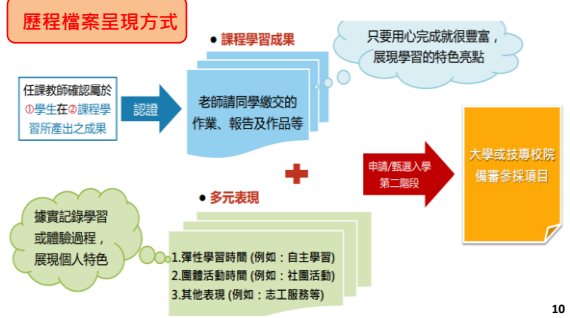 歷程檔案呈現方式
● 課程學習成果
只要用心完成就很豐富，
展現學習的特色亮點
任課教師確認屬於
①學生在②課程學
習所產出之成果
認證
老師請同學繳交的
作業、報告及作品等
申請/甄選入學
第二階段
大學或技專校院
備審參採項目
● 多元表現
據實記錄學習
或體驗過程，
展現個人特色
1.彈性學習時間 (例如：自主學習)
2.團體活動時間 (例如：社團活動)
3.其他表現 (例如：志工服務等)
10